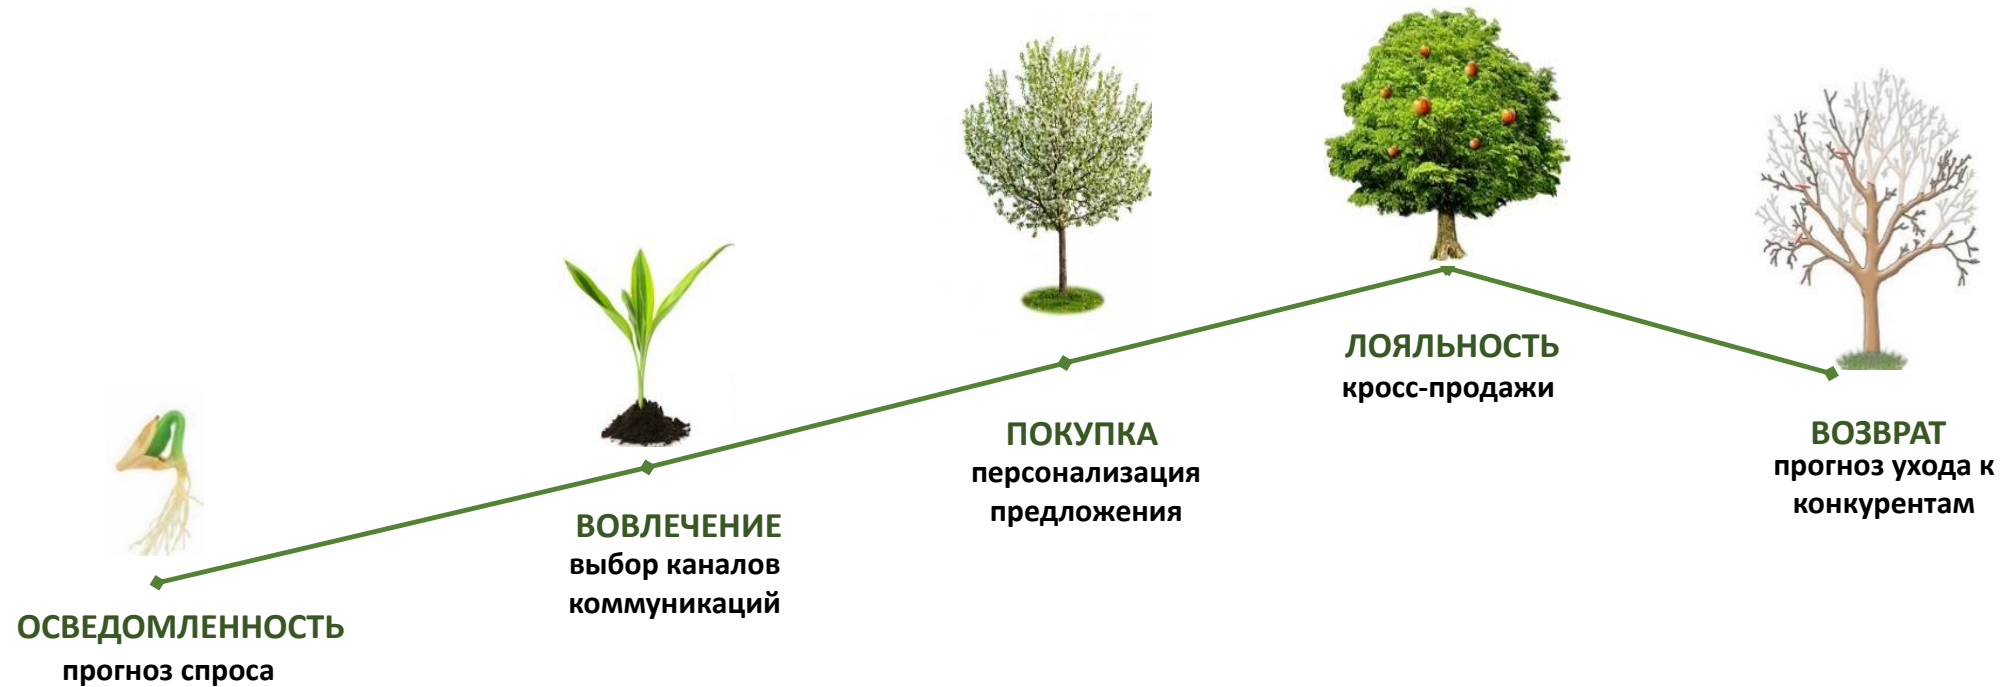 ОСВЕДОМЛЕННОСТЬ
прогноз спроса
ВОВЛЕЧЕНИЕ
выбор каналов
коммуникаций
ПОКУПКА
персонализация
предложения
ЛОЯЛЬНОСТЬ
кросс-продажи
ВОЗВРАТ
прогноз ухода к
конкурентам